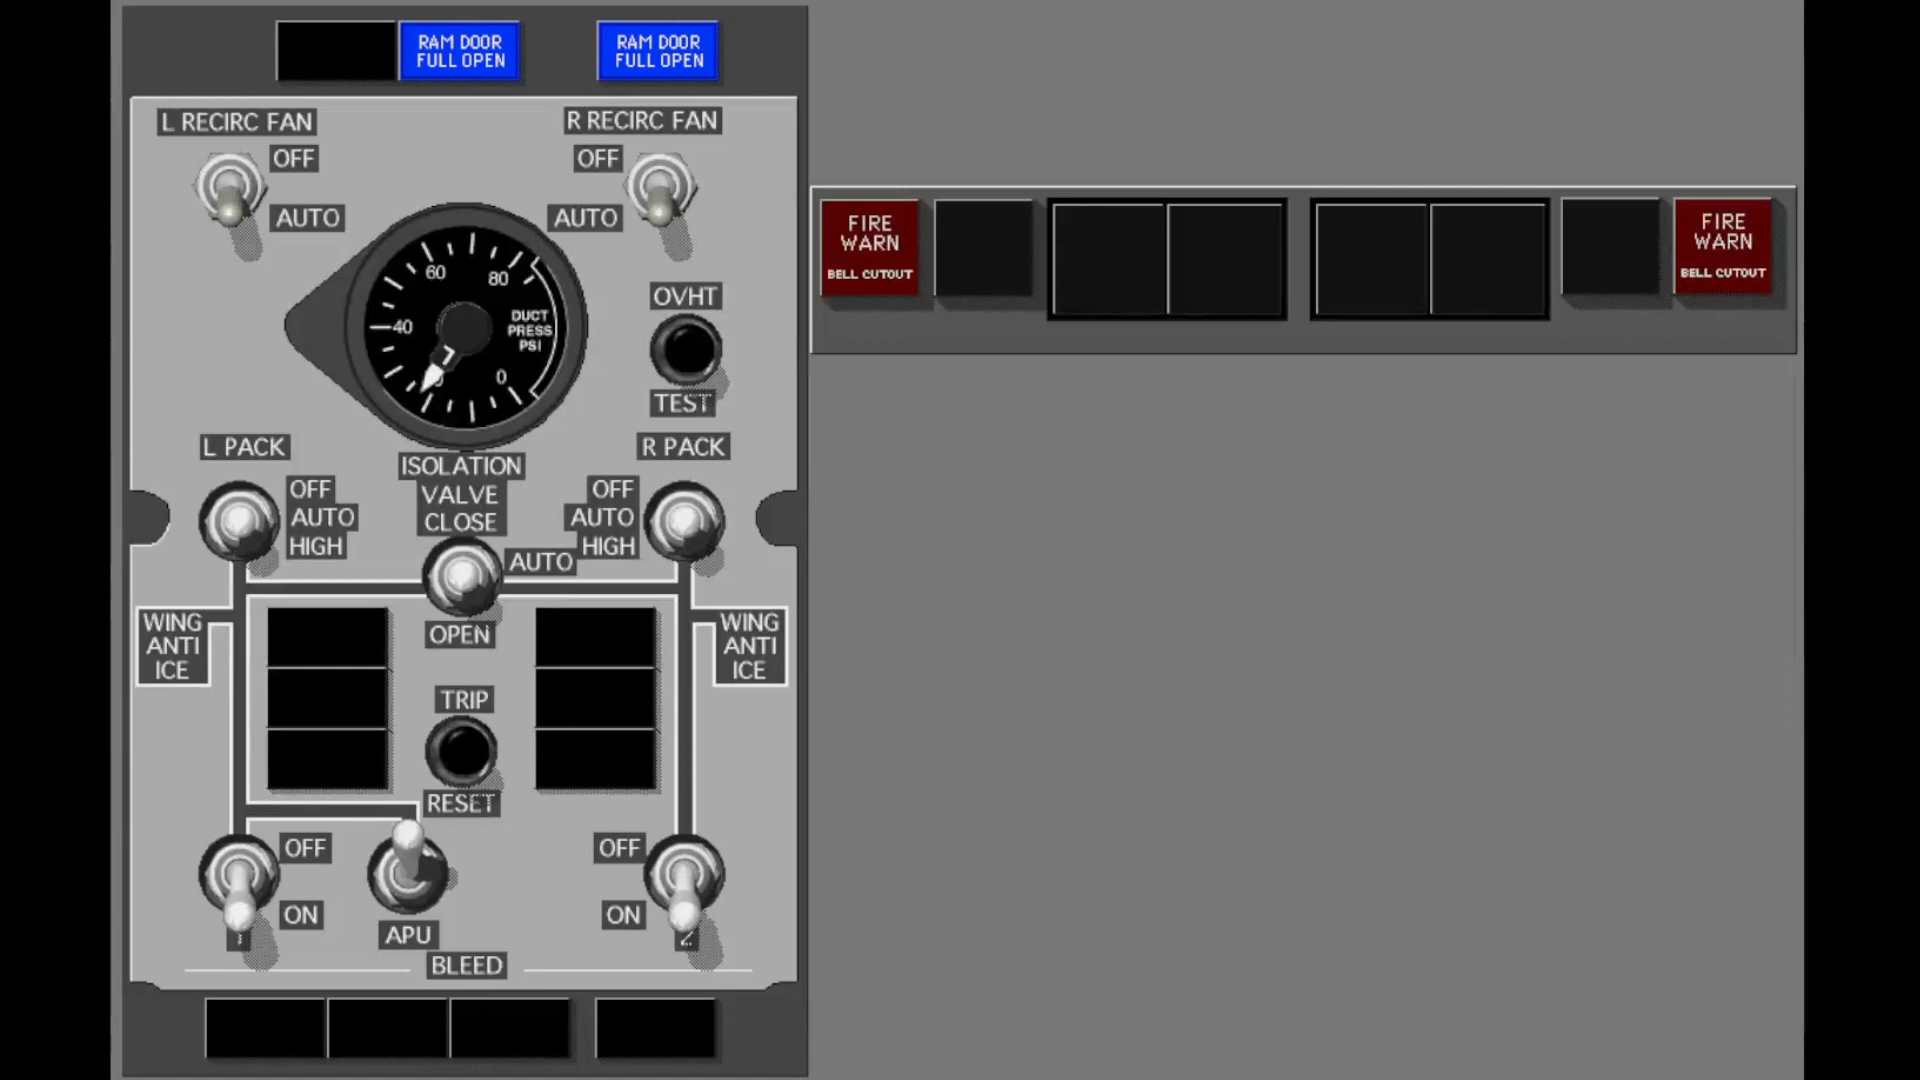 RAM DOOR
FULL OPEN
RAM DOOR
FULL OPEN
L RECIRC FAN
OFF
AUTO
R RECIRC FAN
OFF
AUTO
60
80
40
0
DUCT
PRESS
PSI
OVHT
TEST
L PACK
OFF
AUTO
HIGH
ISOLATION
VALVE
CLOSE
AUTO
OPEN
R PACK
OFF
AUTO
HIGH
WING
ANTI
ICE
WING
ANTI
ICE
TRIP
RESET
OFF
ON
APU
OFF
ON
BLEED
FIRE
WARN
BELL CUTOUT
FIRE
WARN
BELL CUTOUT